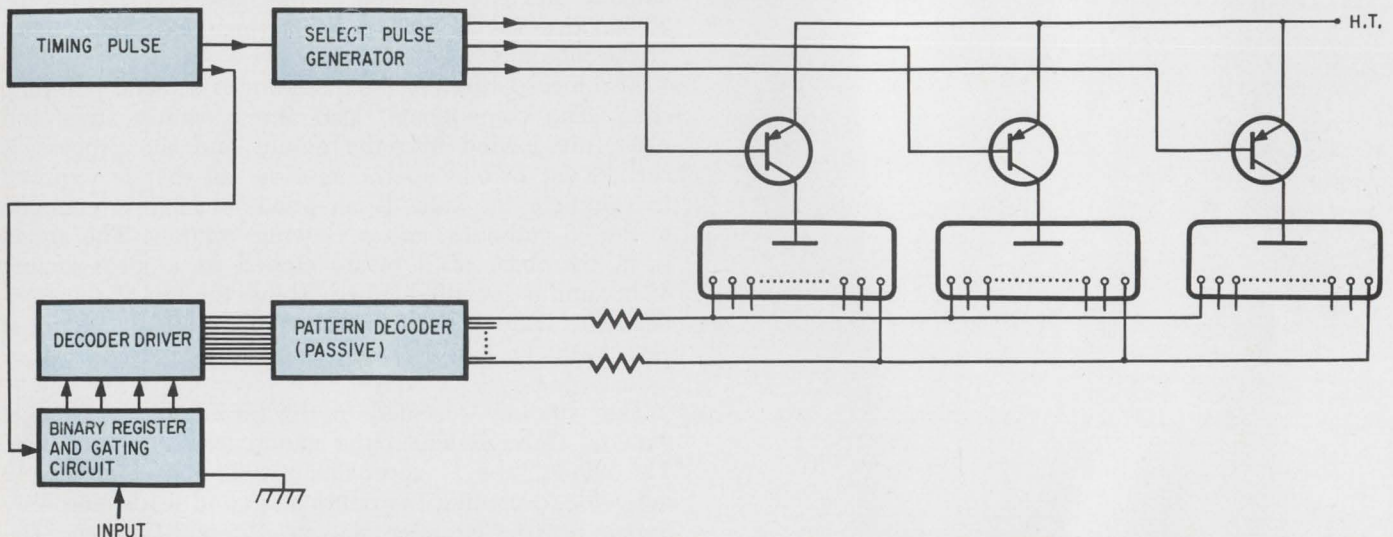 TIMING PULSE
SELECT PULSE
GENERATOR
H.T.
DECODER DRIVER
PATTERN DECODER
(PASSIVE)
BINARY REGISTER
AND GATING
CIRCUIT
INPUT